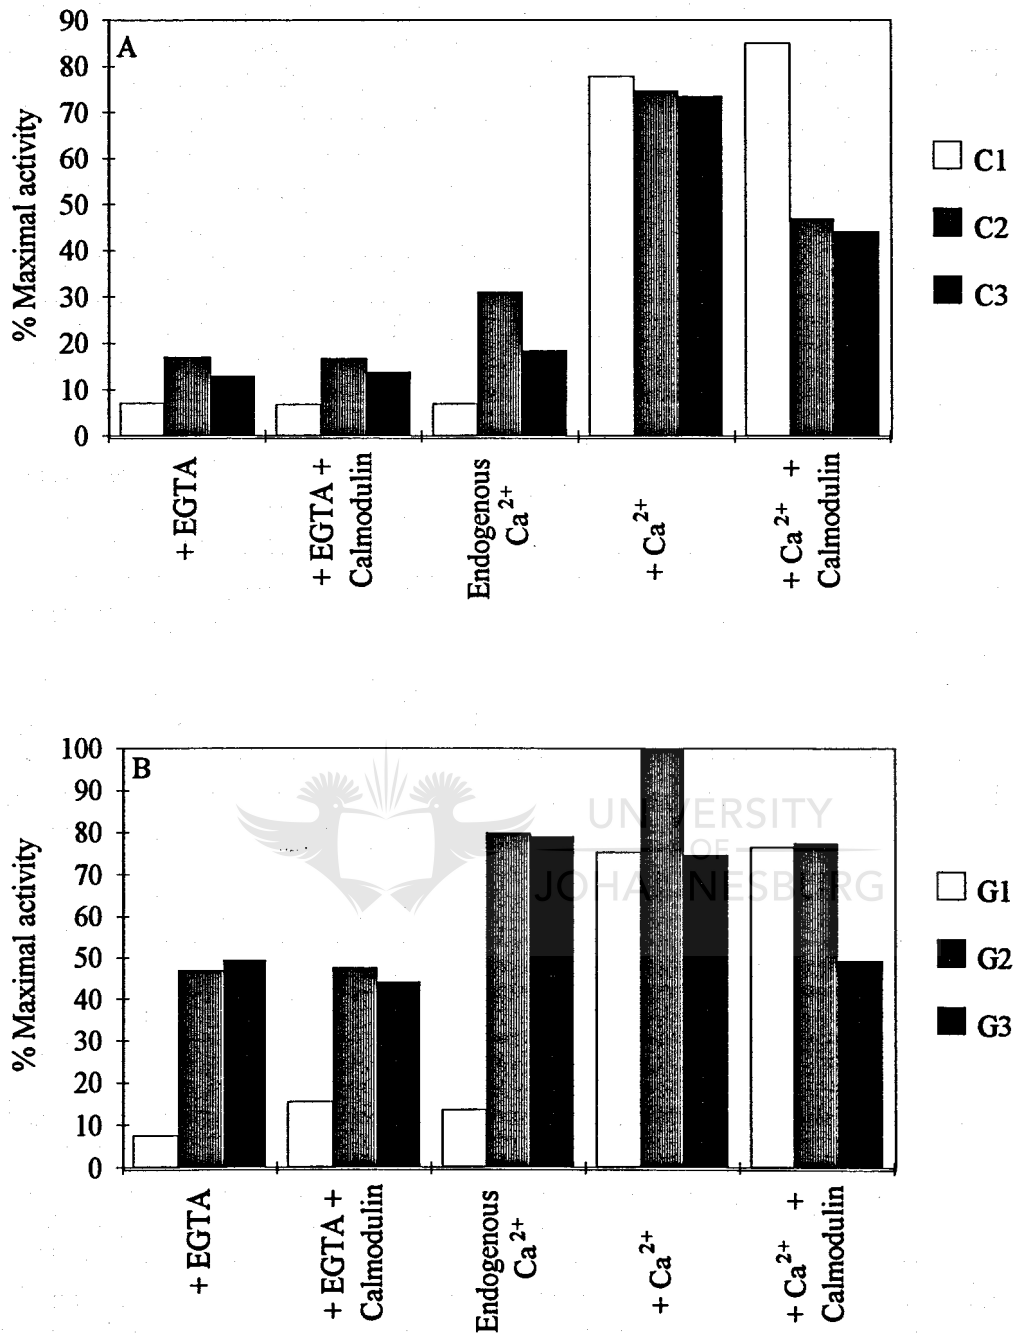 A
% Maximal activity
90
80
70
60
50
40
30
20
10
0
+ EGTA
+ EGTA +
Calmodulin
Endogenous
Ca2+
+ Ca2+
+ Ca2+ +
Calmodulin
C1
C2
C3
B
% Maximal activity
100
90
80
70
60
50
40
30
20
10
0
UNIVERSITY
OF
JOHANNESBURG
+ EGTA
+ EGTA +
Calmodulin
Endogenous
Ca2+
+ Ca2+
+ Ca2+ +
Calmodulin
G1
G2
G3